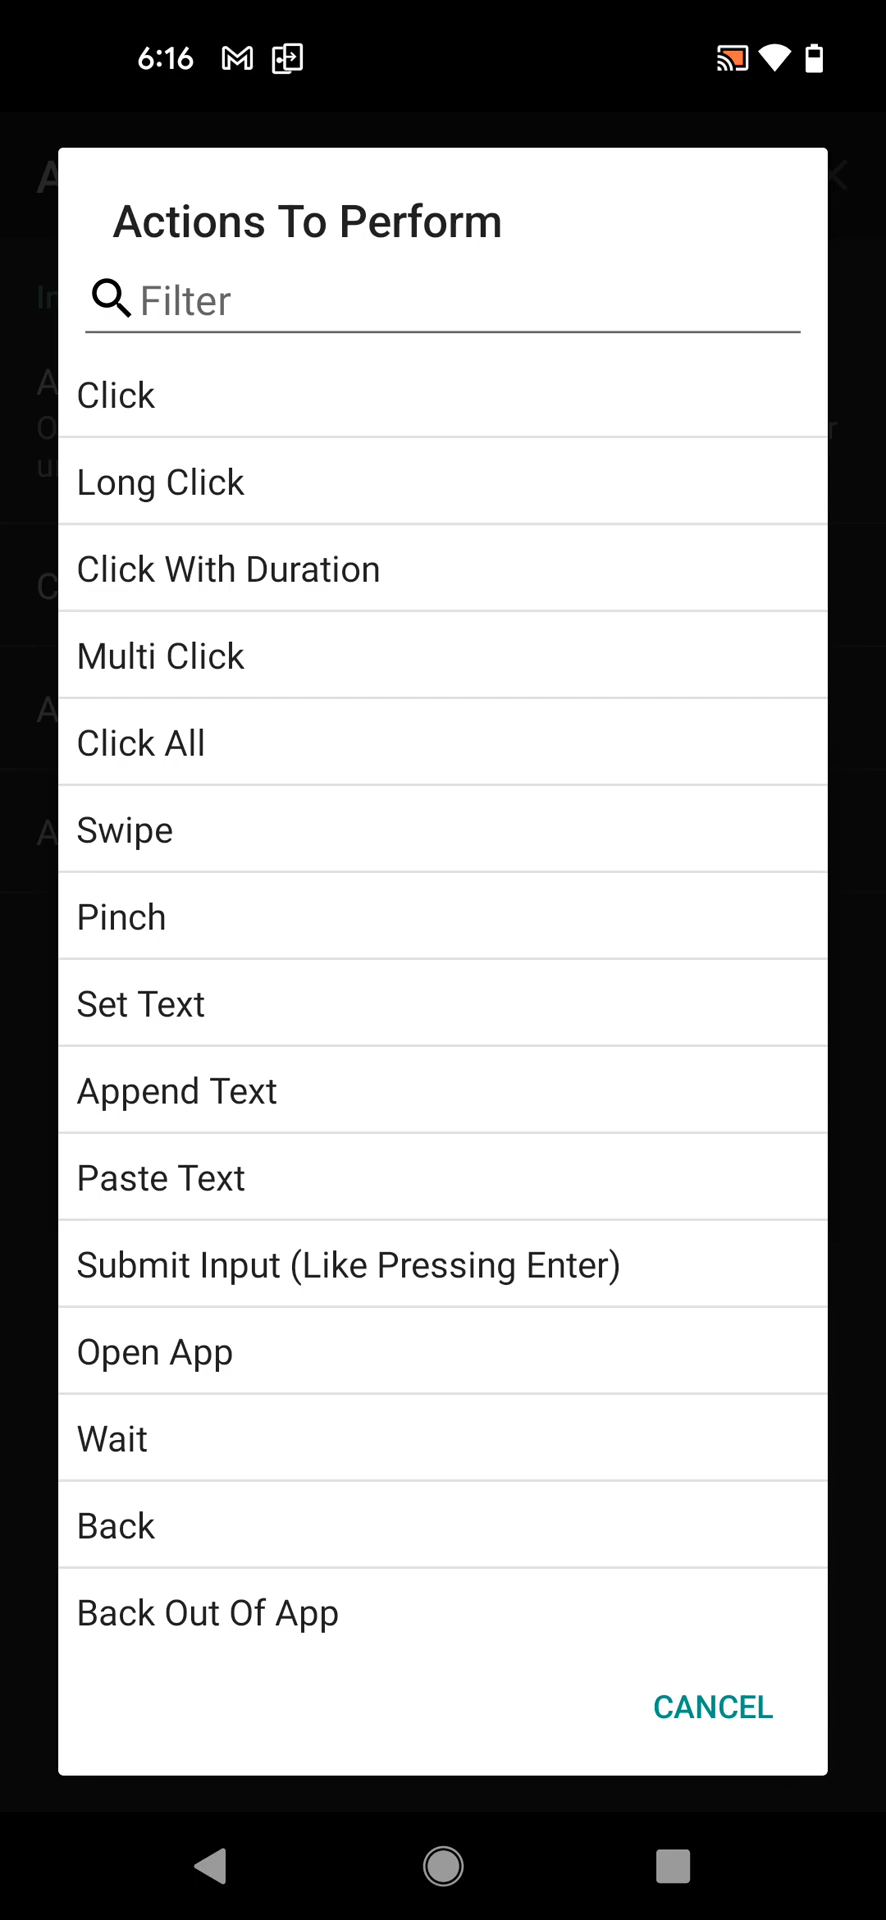 6:16
Actions To Perform
Filter
Click
Long Click
Click With Duration
Multi Click
Click All
Swipe
Pinch
Set Text
Append Text
Paste Text
Submit Input (Like Pressing Enter)
Open App
Wait
Back
Back Out Of App
CANCEL